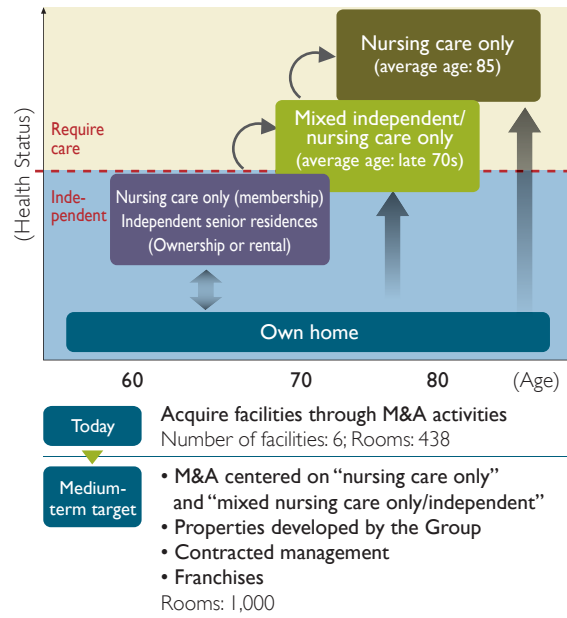 (Health Status)
Nursing care only
(average age: 85)
Require
care
Mixed independent/
nursing care only
(average age: late 70s)
Inde-
pendent
Nursing care only (membership)
Independent senior residences
(Ownership or rental)
Own home
60 70 80 (Age)
Today
Acquire facilities through M&A activities
Number of facilities: 6; Rooms: 438
Medium-
term target
• M&A centered on “nursing care only”
and “mixed nursing care only/independent”
• Properties developed by the Group
• Contracted management
• Franchises
Rooms: 1,000